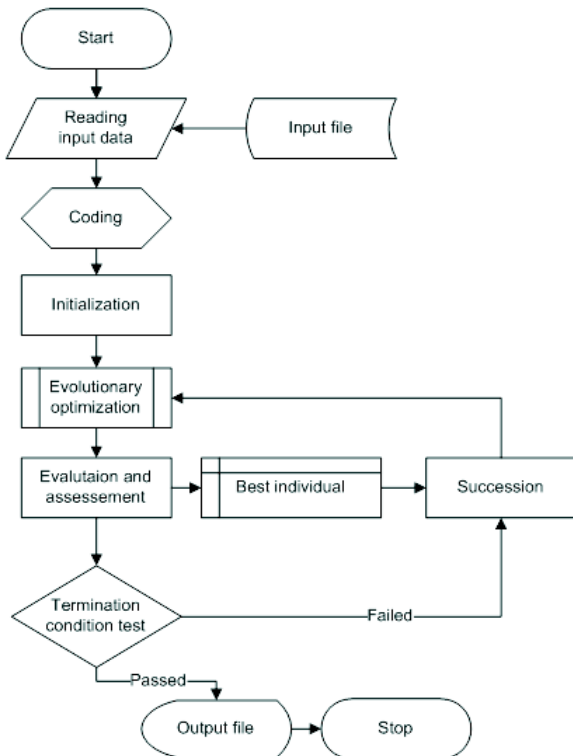 Start
Reading
input data
Input file
Coding
Initialization
Evolutionary
optimization
Evalutaion and
assessement
Best individual
Succession
Termination
condition test
Failed
Passed
Output file
Stop